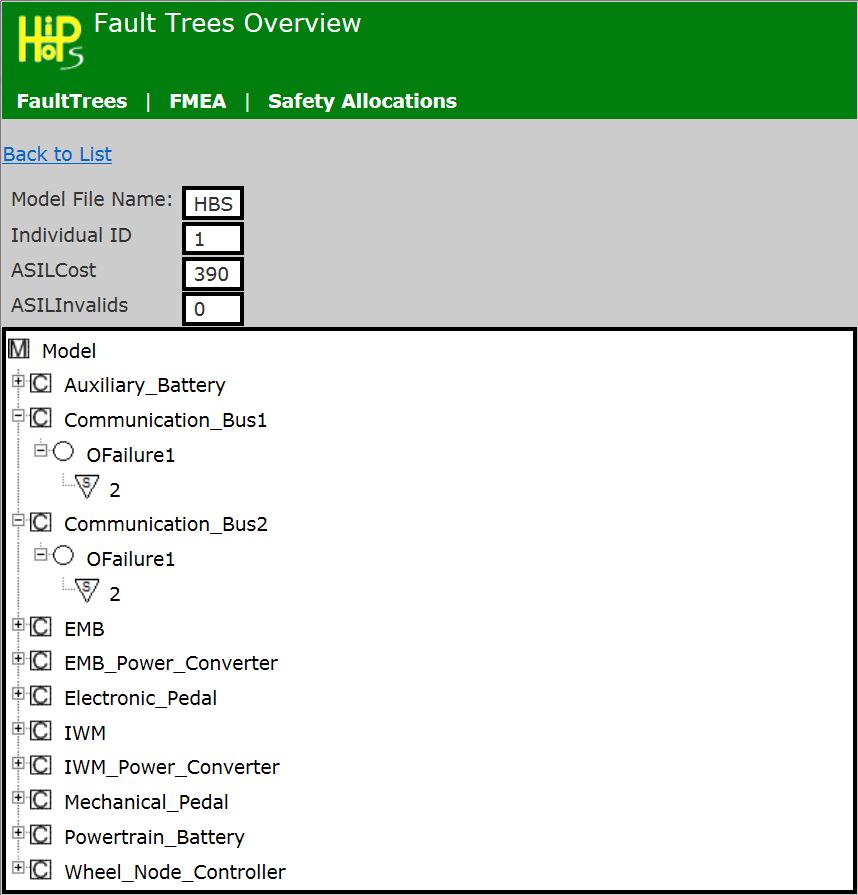 HiP HOPS
Fault Trees Overview
FaultTrees | FMEA | Safety Allocations
Back to List
Model File Name: HBS
Individual ID 1
ASILCost 390
ASILInvalids 0
M Model
C Auxiliary_Battery
C Communication_Bus1
OFailure1
S 2
C Communication_Bus2
OFailure1
S 2
C EMB
C EMB_Power_Converter
C Electronic_Pedal
C IWM
C IWM_Power_Converter
C Mechanical_Pedal
C Powertrain_Battery
C Wheel_Node_Controller